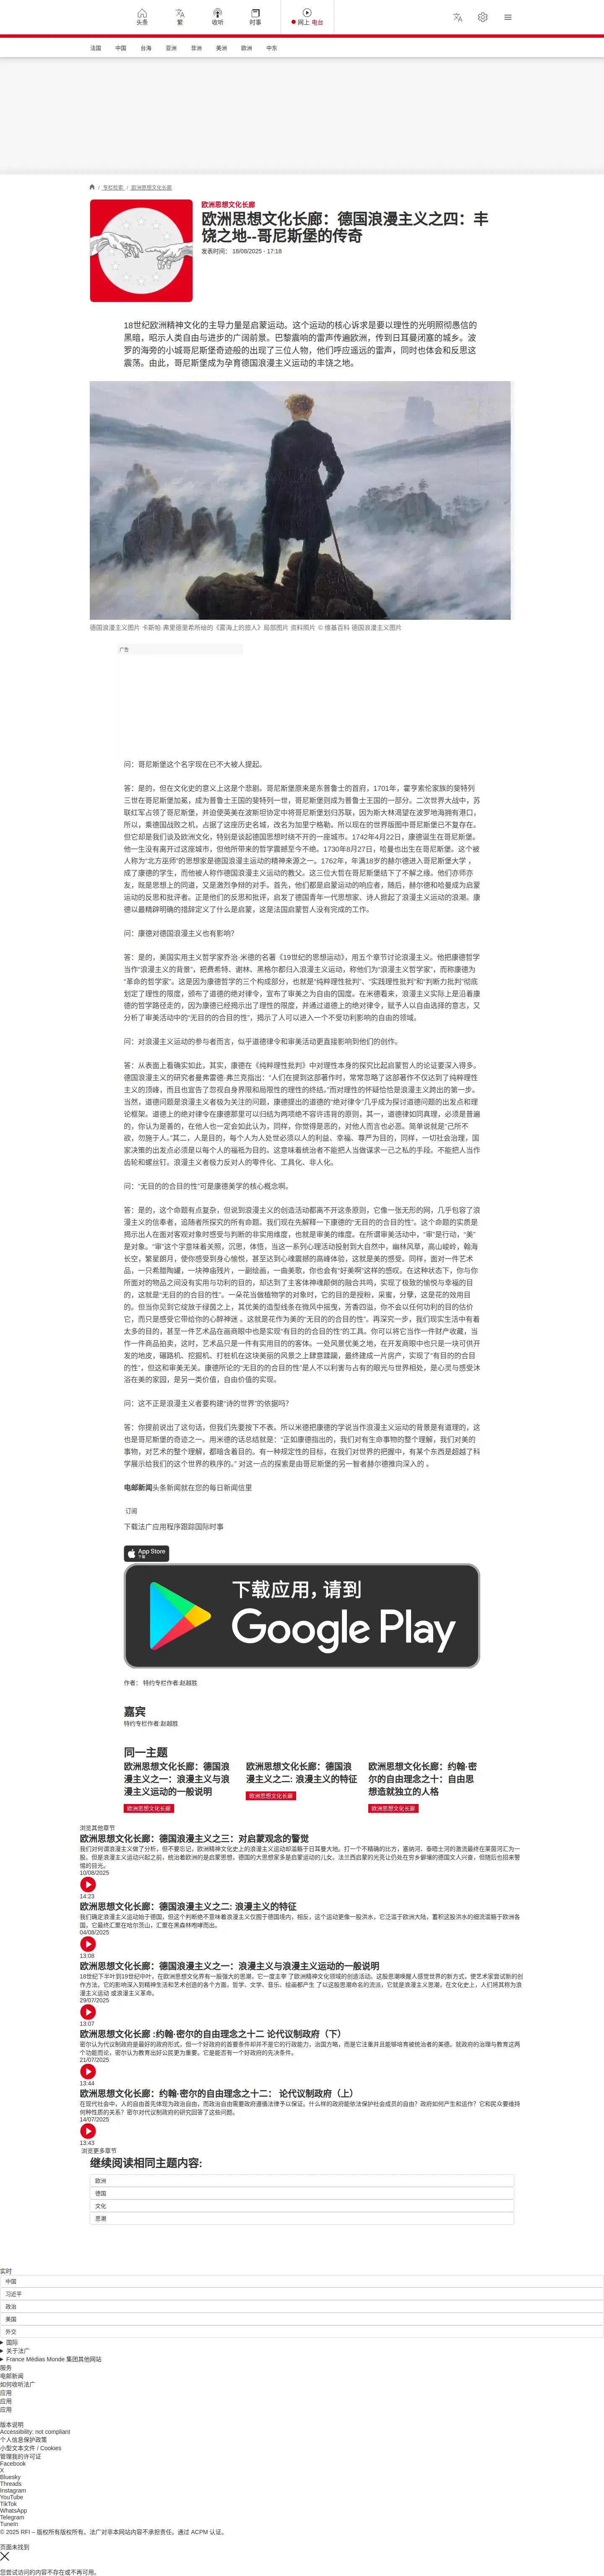 头条
繁
收听
时事
网上 电台
法国 中国 台海 亚洲 非洲 美洲 欧洲 中东
/ 专栏检索 / 欧洲思想文化长廊
欧洲思想文化长廊
欧洲思想文化长廊：德国浪漫主义之四：丰
饶之地--哥尼斯堡的传奇
发表时间： 18/08/2025 - 17:18
18世纪欧洲精神文化的主导力量是启蒙运动。这个运动的核心诉求是要以理性的光明照彻愚信的
黑暗，昭示人类自由与进步的广阔前景。巴黎震响的雷声传遍欧洲，传到日耳曼闭塞的城乡。波
罗的海旁的小城哥尼斯堡奇迹般的出现了三位人物，他们呼应遥远的雷声，同时也体会和反思这
震荡。由此，哥尼斯堡成为孕育德国浪漫主义运动的丰饶之地。
德国浪漫主义图片 卡斯帕·弗里德里希所绘的《雾海上的旅人》局部图片 资料照片 © 维基百科 德国浪漫主义图片
广告
问：哥尼斯堡这个名字现在已不大被人提起。
答：是的，但在文化史的意义上这是个悲剧。哥尼斯堡原来是东普鲁士的首府，1701年，霍亨索伦家族的斐特列
三世在哥尼斯堡加冕，成为普鲁士王国的斐特列一世，哥尼斯堡则成为普鲁士王国的一部分。二次世界大战中，苏
联红军占领了哥尼斯堡，并迫使英美在波斯坦协定中将哥尼斯堡划归苏联，因为斯大林渴望在波罗地海拥有港口。
所以，乘德国战败之机，占据了这座历史名城，改名为加里宁格勒。所以现在的世界版图中哥尼斯堡已不复存在。
但它却是我们谈及欧洲文化，特别是谈起德国思想时绕不开的一座城市。1742年4月22日，康德诞生在哥尼斯堡。
他一生没有离开过这座城市，但他所带来的哲学震撼至今不绝。1730年8月27日，哈曼也出生在哥尼斯堡。这个被
人称为“北方巫师”的思想家是德国浪漫主运动的精神来源之一。1762年，年满18岁的赫尔德进入哥尼斯堡大学 ，
成了康德的学生，而他被人称作德国浪漫主义运动的教父。这三位大哲在哥尼斯堡结下了不解之缘。他们亦师亦
友，既是思想上的同道，又是激烈争辩的对手。首先，他们都是启蒙运动的响应者，随后，赫尔德和哈曼成为启蒙
运动的反思和批评者。正是他们的反思和批评，启发了德国青年一代思想家、诗人掀起了浪漫主义运动的浪潮。康
德以最精辟明确的措辞定义了什么是启蒙，这是法国启蒙哲人没有完成的工作。
问：康德对德国浪漫主义也有影响？
答：是的，美国实用主义哲学家乔治·米德的名著《19世纪的思想运动》，用五个章节讨论浪漫主义。他把康德哲学
当作“浪漫主义的背景”，把费希特、谢林、黑格尔都归入浪漫主义运动，称他们为“浪漫主义哲学家”，而称康德为
“革命的哲学家”。这是因为康德哲学的三个构成部分，也就是“纯粹理性批判”、“实践理性批判”和“判断力批判”彻底
划定了理性的限度，颁布了道德的绝对律令，宣布了审美之为自由的国度。在米德看来，浪漫主义实际上是沿着康
德的哲学路径走的，因为康德已经揭示出了理性的限度，并通过道德上的绝对律令，赋予人以自由选择的意志，又
分析了审美活动中的“无目的的合目的性”，揭示了人可以进入一个不受功利影响的自由的领域。
问：对浪漫主义运动的参与者而言，似乎道德律令和审美活动更直接影响到他们的创作。
答：从表面上看确实如此，其实，康德在《纯粹理性批判》中对理性本身的探究比起启蒙哲人的论证要深入得多。
德国浪漫主义的研究者曼弗雷德·弗兰克指出：“人们在提到这部著作时，常常忽略了这部著作不仅达到了纯粹理性
主义的顶峰，而且也宣告了忽视自身界限和局限性的理性的终结。”而对理性的怀疑恰恰是浪漫主义跨出的第一步。
当然，道德问题是浪漫主义者极为关注的问题，康德提出的道德的“绝对律令”几乎成为探讨道德问题的出发点和理
论框架。道德上的绝对律令在康德那里可以归结为两项绝不容许违背的原则，其一，道德律如同真理，必须是普遍
的，你认为是善的，在他人也一定会如此认为，同样，你觉得是恶的，对他人而言也必恶。简单说就是“己所不
欲，勿施于人。”其二，人是目的，每个人为人处世必须以人的利益、幸福、尊严为目的，同样，一切社会治理，国
家决策的出发点必须是以每个人的福祗为目的。这意味着统治者不能把人当做谋求一己之私的手段。不能把人当作
齿轮和螺丝钉。浪漫主义者极力反对人的零件化、工具化、非人化。
问：“无目的的合目的性”可是康德美学的核心概念啊。
答：是的，这个命题有点复杂，但说到浪漫主义的创造活动都离不开这条原则，它像一张无形的网，几乎包容了浪
漫主义的信奉者，追随者所探究的所有命题。我们现在先解释一下康德的“无目的的合目的性”。这个命题的实质是
揭示出人在面对客观对象时感受与判断的非实用维度，也就是审美的维度。在所谓审美活动中，“审”是行动，“美”
是对象。“审”这个字意味着关照，沉思，体悟，当这一系列心理活动投射到大自然中，幽林风草，高山峻岭，翰海
长空，繁星朗月，使你感受到身心愉悦，甚至达到心魂震撼的高峰体验，这就是美的感受。同样，面对一件艺术
品，一只希腊陶罐，一块神庙残片，一副绘画，一曲美歌，你也会有“好美啊”这样的感叹。在这种状态下，你与你
所面对的物品之间没有实用与功利的目的，却达到了主客体神魂颠倒的融合共鸣，实现了极致的愉悦与幸福的目
的，这就是“无目的的合目的性”。一朵花当做植物学的对象时，它的目的是授粉，采蜜，分孽，这是花的效用目
的。但当你见到它绽放于绿茵之上，其优美的造型线条在微风中摇曳，芳香四溢，你不会以任何功利的目的估价
它，而只是感受它带给你的心醉神迷 。这就是花作为美的“无目的的合目的性”。再深究一步，我们现实生活中有着
太多的目的，甚至一件艺术品在画商眼中也是实现“有目的的合目的性”的工具。你可以将它当作一件财产收藏，当
作一件商品拍卖，这时，艺术品只是一件有实用目的的客体。一处风景优美之地，在开发商眼中也只是一块可供开
发的地皮，碾路机、挖掘机、打桩机在这块美丽的风景之上肆意蹂躏，最终建成一片房产，实现了“有目的的合目
的性”，但这和审美无关。康德所论的“无目的的合目的性”是人不以利害与占有的眼光与世界相处，是心灵与感受沐
浴在美的家园，是另一类价值，自由价值的实现。
问：这不正是浪漫主义者要构建“诗的世界”的依据吗？
答：你提前说出了这句话，但我们先要按下不表。所以米德把康德的学说当作浪漫主义运动的背景是有道理的，这
也是哥尼斯堡的奇迹之一。用米德的话总结就是：“正如康德指出的，我们对有生命事物的整个理解，我们对美的
事物，对艺术的整个理解，都暗含着目的。有一种规定性的目标，在我们对世界的把握中，有某个东西是超越了科
学展示给我们的这个世界的秩序的。” 对这一点的探索是由哥尼斯堡的另一智者赫尔德推向深入的 。
电邮新闻头条新闻就在您的每日新闻信里
订阅
下载法广应用程序跟踪国际时事
App Store
下载
下载应用，请到
Google Play
作者： 特约专栏作者·赵越胜
嘉宾
特约专栏作者·赵越胜
同一主题
欧洲思想文化长廊：德国浪
漫主义之一：浪漫主义与浪
漫主义运动的一般说明
欧洲思想文化长廊
欧洲思想文化长廊：德国浪
漫主义之二: 浪漫主义的特征
欧洲思想文化长廊
欧洲思想文化长廊：约翰·密
尔的自由理念之十：自由思
想造就独立的人格
欧洲思想文化长廊
浏览其他章节
欧洲思想文化长廊：德国浪漫主义之三：对启蒙观念的警觉
我们对何谓浪漫主义做了分析，但不要忘记，欧洲精神文化史上的浪漫主义运动却滥觞于日耳曼大地。打一个不精确的比方，塞纳河、泰晤士河的激流最终在莱茵河汇为一
股。但是浪漫主义运动兴起之前，统治着欧洲的是启蒙思想，德国的大思想家多是启蒙运动的儿女、法兰西启蒙的光亮让仍处在穷乡僻壤的德国文人兴奋，但随后也招来警
惕的目光。
10/08/2025
14:23
欧洲思想文化长廊：德国浪漫主义之二: 浪漫主义的特征
我们确定浪漫主义运动始于德国，但这个判断绝不意味着浪漫主义仅囿于德国境内，相反，这个运动更像一股洪水，它泛滥于欧洲大陆，蓄积这股洪水的细流滥觞于欧洲各
国，它最终汇聚在哈尔茨山，汇聚在黑森林咆哮而出。
04/08/2025
13:08
欧洲思想文化长廊：德国浪漫主义之一：浪漫主义与浪漫主义运动的一般说明
18世纪下半叶到19世纪中叶，在欧洲思想文化界有一股强大的思潮，它一度主宰 了欧洲精神文化领域的创造活动。这股思潮唤醒人感觉世界的新方式，使艺术家尝试新的创
作方法。它的影响深入到精神生活和艺术创造的各个方面，哲学、文学、音乐、绘画都产生 了以这股思潮命名的流派，它就是浪漫主义思潮，在文化史上，人们将其称为浪
漫主义运动 或浪漫主义革命。
29/07/2025
13:07
欧洲思想文化长廊 :约翰·密尔的自由理念之十二 论代议制政府（下）
密尔认为代议制政府是最好的政府形式，但一个好政府的首要条件却并不是它的行政能力，治国方略，而是它注重并且能够培育被统治者的美德。就政府的治理与教育这两
个功能而论，密尔认为教育出好公民更为重要，它是能否有一个好政府的先决条件。
21/07/2025
13:44
欧洲思想文化长廊：约翰·密尔的自由理念之十二： 论代议制政府（上）
在现代社会中，人的自由首先体现为政治自由，而政治自由需要政府遵循法律予以保证。什么样的政府能依法保护社会成员的自由？政府如何产生和运作？它和民众要维持
何种性质的关系？密尔对代议制政府的研究回答了这些问题。
14/07/2025
13:43
浏览更多章节
继续阅读相同主题内容:
欧洲
德国
文化
思潮
实时
中国
习近平
政治
美国
外交
国际
关于法广
France Médias Monde 集团其他网站
服务
电邮新闻
如何收听法广
应用
应用
应用
版本说明
Accessibility: not compliant
个人信息保护政策
小型文本文件 / Cookies
管理我的许可证
Facebook
X
Bluesky
Threads
Instagram
YouTube
TikTok
WhatsApp
Telegram
TuneIn
© 2025 RFI – 版权所有版权所有。法广对非本网站内容不承担责任。通过 ACPM 认证。
页面未找到
您尝试访问的内容不存在或不再可用。